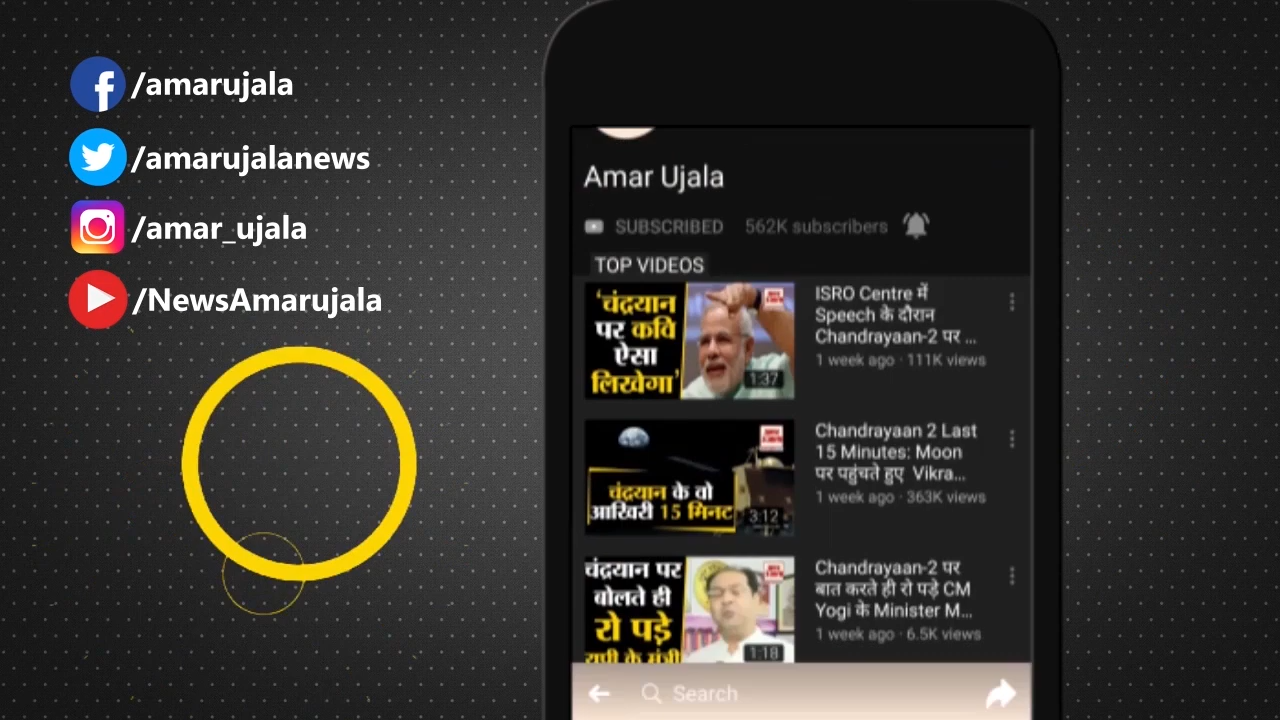 /amarujala
/amarujalanews
/amar_ujala
/NewsAmarujala
Amar Ujala
SUBSCRIBED 562K subscribers
TOP VIDEOS
'चंद्रयान
पर कवि
ऐसा
लिखेगा'
1:37
ISRO Centre में
Speech के दौरान
Chandrayaan-2 पर ...
1 week ago · 111K views
चंद्रयान के वो
आखिरी 15 मिनट
3:12
Chandrayaan 2 Last
15 Minutes: Moon
पर पहुंचते हुए Vikra...
1 week ago · 363K views
चंद्रयान पर
बोलते ही
रो पड़े
यूपी के मंत्री
1:18
Chandrayaan-2 पर
बात करते ही रो पड़े CM
Yogi के Minister M...
1 week ago · 6.5K views
Search